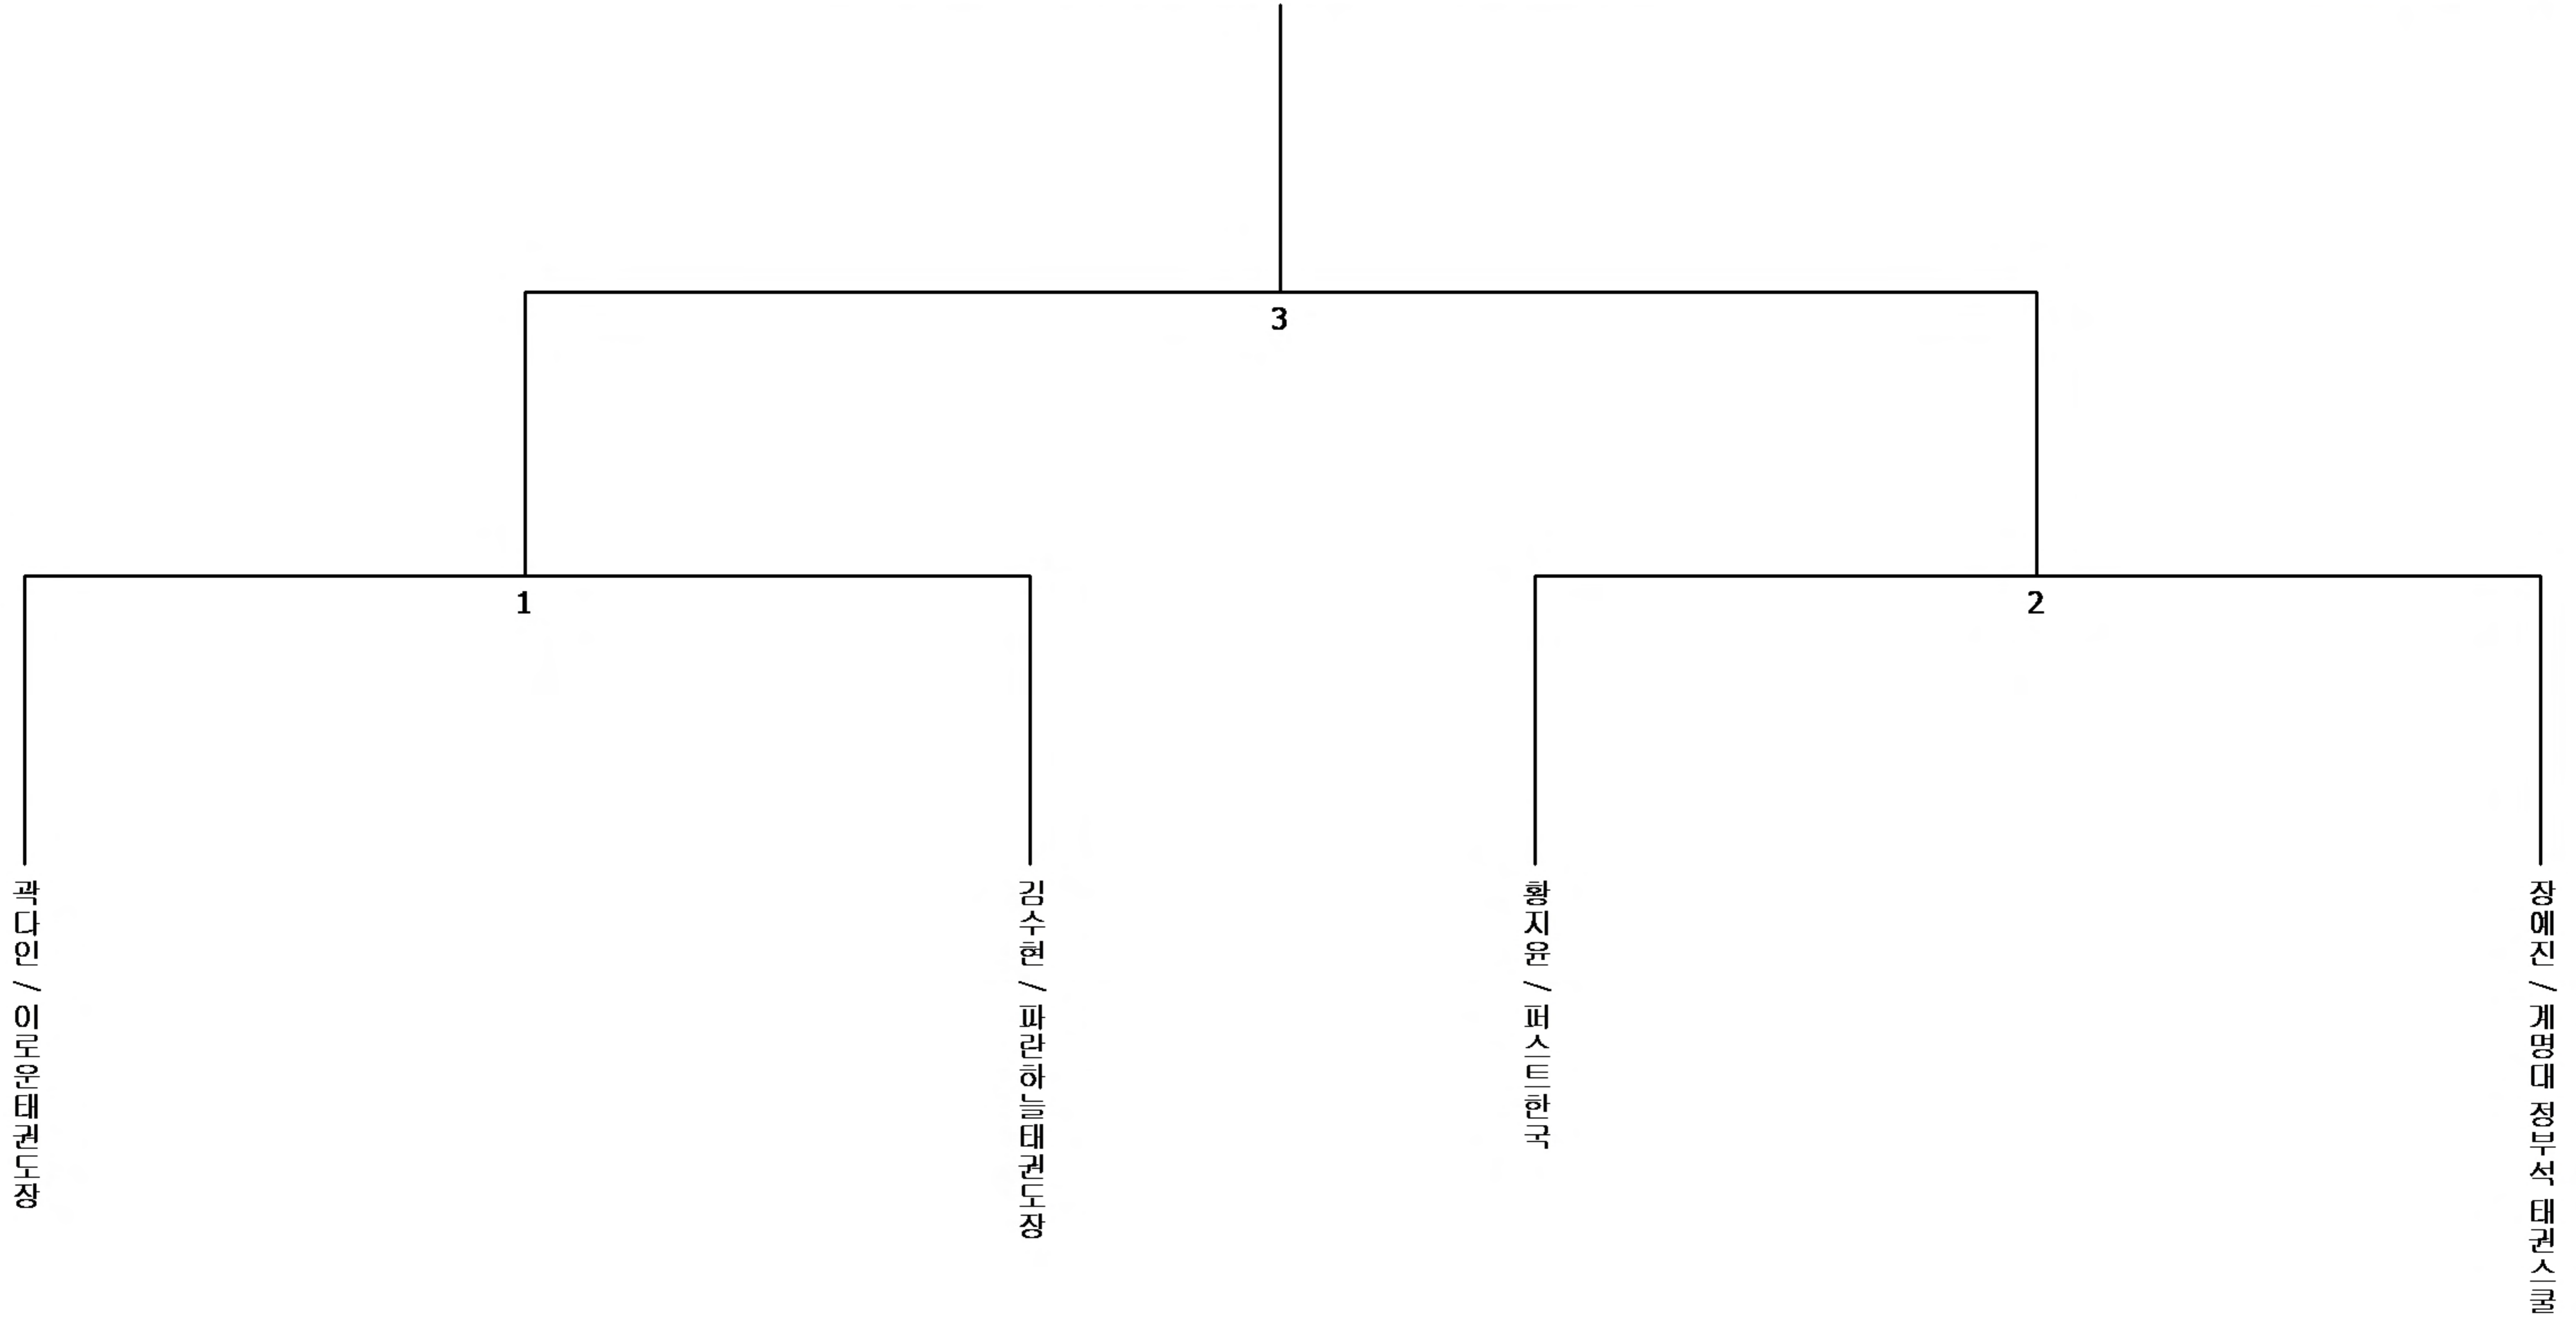 3
1
2
곽다인 / 이로운태권도장
김수현 / 파란하늘태권도장
황지윤 / 퍼스트한국
장예진 / 계명대 정부석 태권스쿨